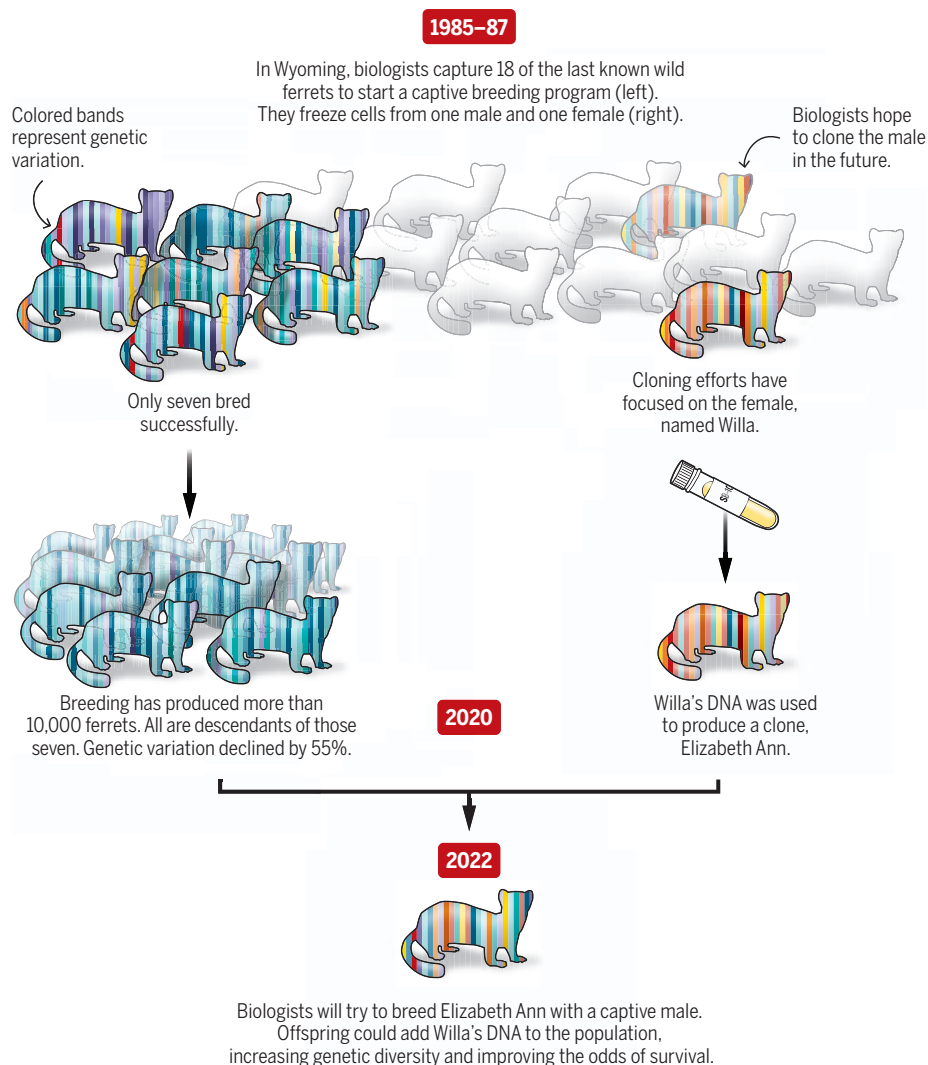 1985–87
In Wyoming, biologists capture 18 of the last known wild
ferrets to start a captive breeding program (left).
They freeze cells from one male and one female (right).
Colored bands
represent genetic
variation.
Biologists hope
to clone the male
in the future.
Only seven bred
successfully.
Cloning efforts have
focused on the female,
named Willa.
Breeding has produced more than
10,000 ferrets. All are descendants of those
seven. Genetic variation declined by 55%.
2020
Willa’s DNA was used
to produce a clone,
Elizabeth Ann.
2022
Biologists will try to breed Elizabeth Ann with a captive male.
Offspring could add Willa’s DNA to the population,
increasing genetic diversity and improving the odds of survival.